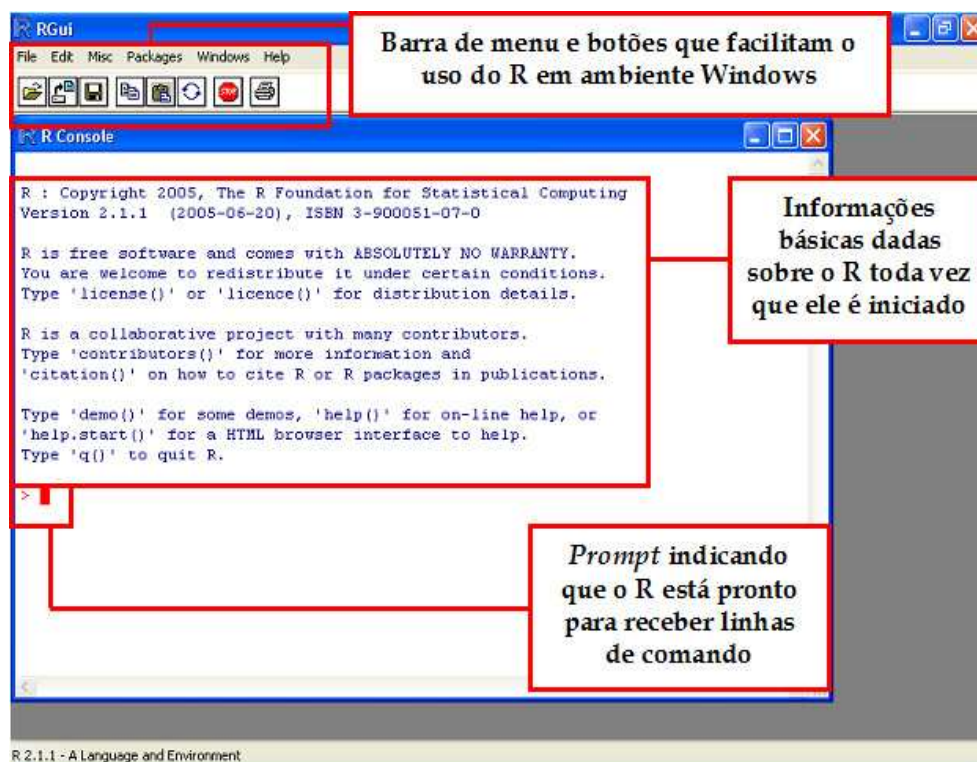 RGui
File Edit Misc Packages Windows Help
STOP
Barra de menu e botões que facilitam o
uso do R em ambiente Windows
R Console
R : Copyright 2005, The R Foundation for Statistical Computing
Version 2.1.1 (2005-06-20), ISBN 3-900051-07-0
R is free software and comes with ABSOLUTELY NO WARRANTY.
You are welcome to redistribute it under certain conditions.
Type 'license()' or 'licence()' for distribution details.
R is a collaborative project with many contributors.
Type 'contributors()' for more information and
'citation()' on how to cite R or R packages in publications.
Type 'demo()' for some demos, 'help()' for on-line help, or
'help.start()' for a HTML browser interface to help.
Type 'q()' to quit R.
>
Informações
básicas dadas
sobre o R toda vez
que ele é iniciado
Prompt indicando
que o R está pronto
para receber linhas
de comando
R 2.1.1 - A Language and Environment